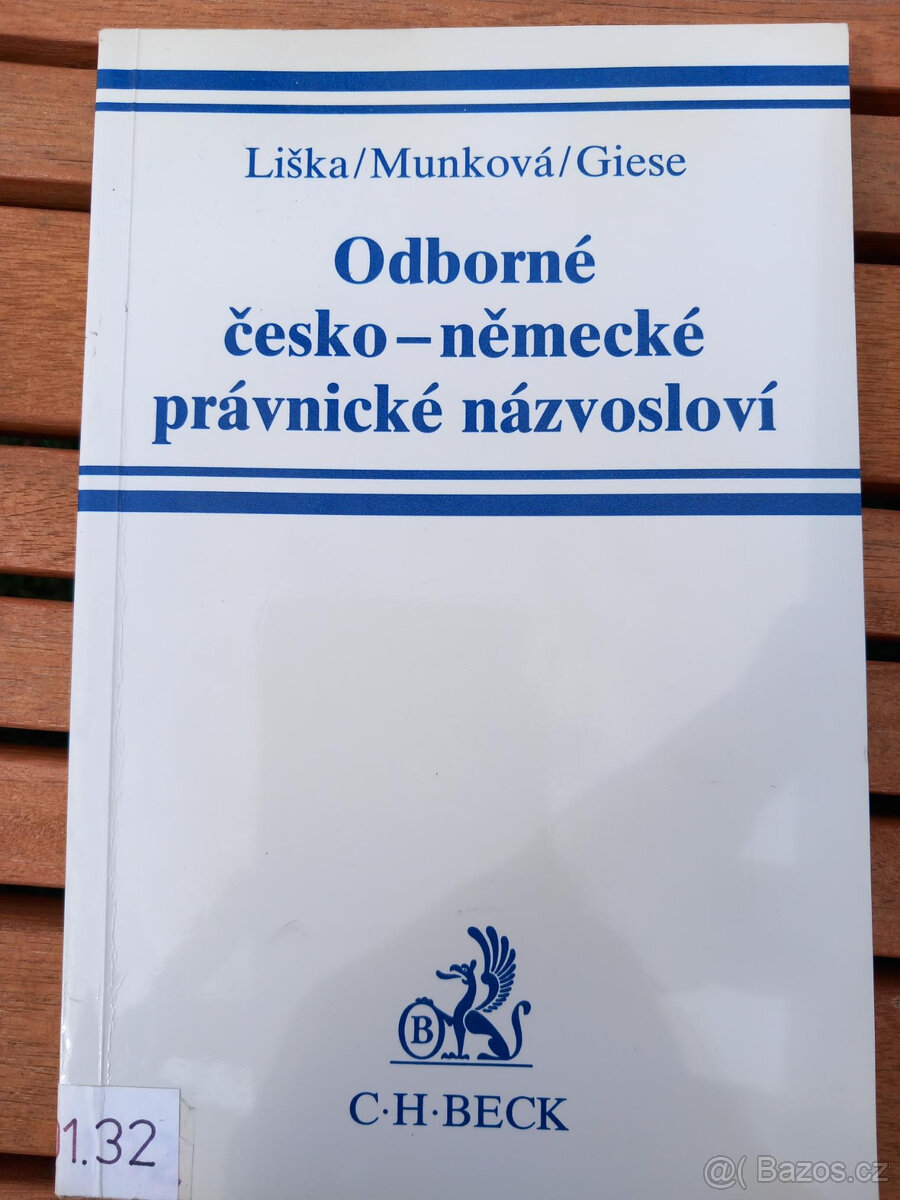 Liška/Munková/Giese
Odborné
česko–německé
právnické názvosloví
B
C·H·BECK
1.32
@( Bazos.cz